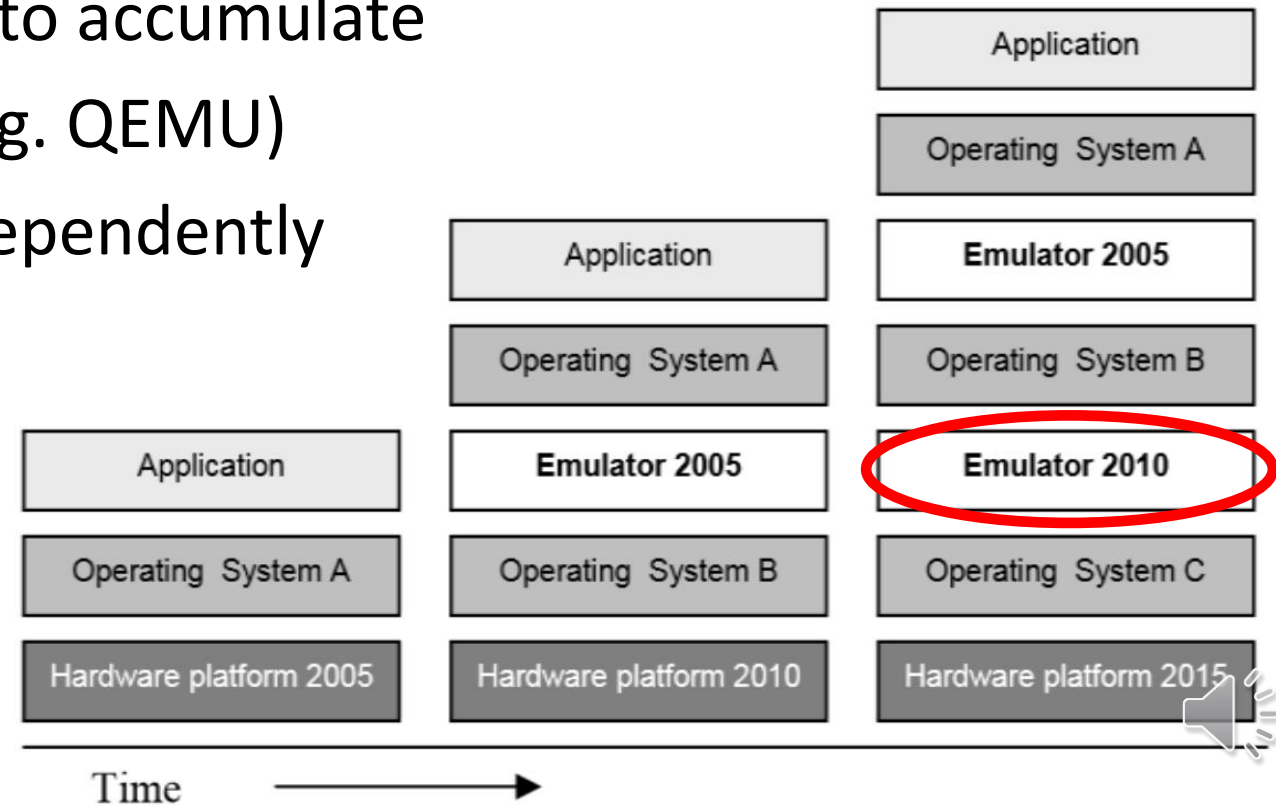 to accumulate
g. QEMU)
ependently
Application
Operating System A
Hardware platform 2005
Application
Operating System A
Emulator 2005
Operating System B
Hardware platform 2010
Application
Operating System A
Emulator 2005
Operating System B
Emulator 2010
Operating System C
Hardware platform 2015
Time